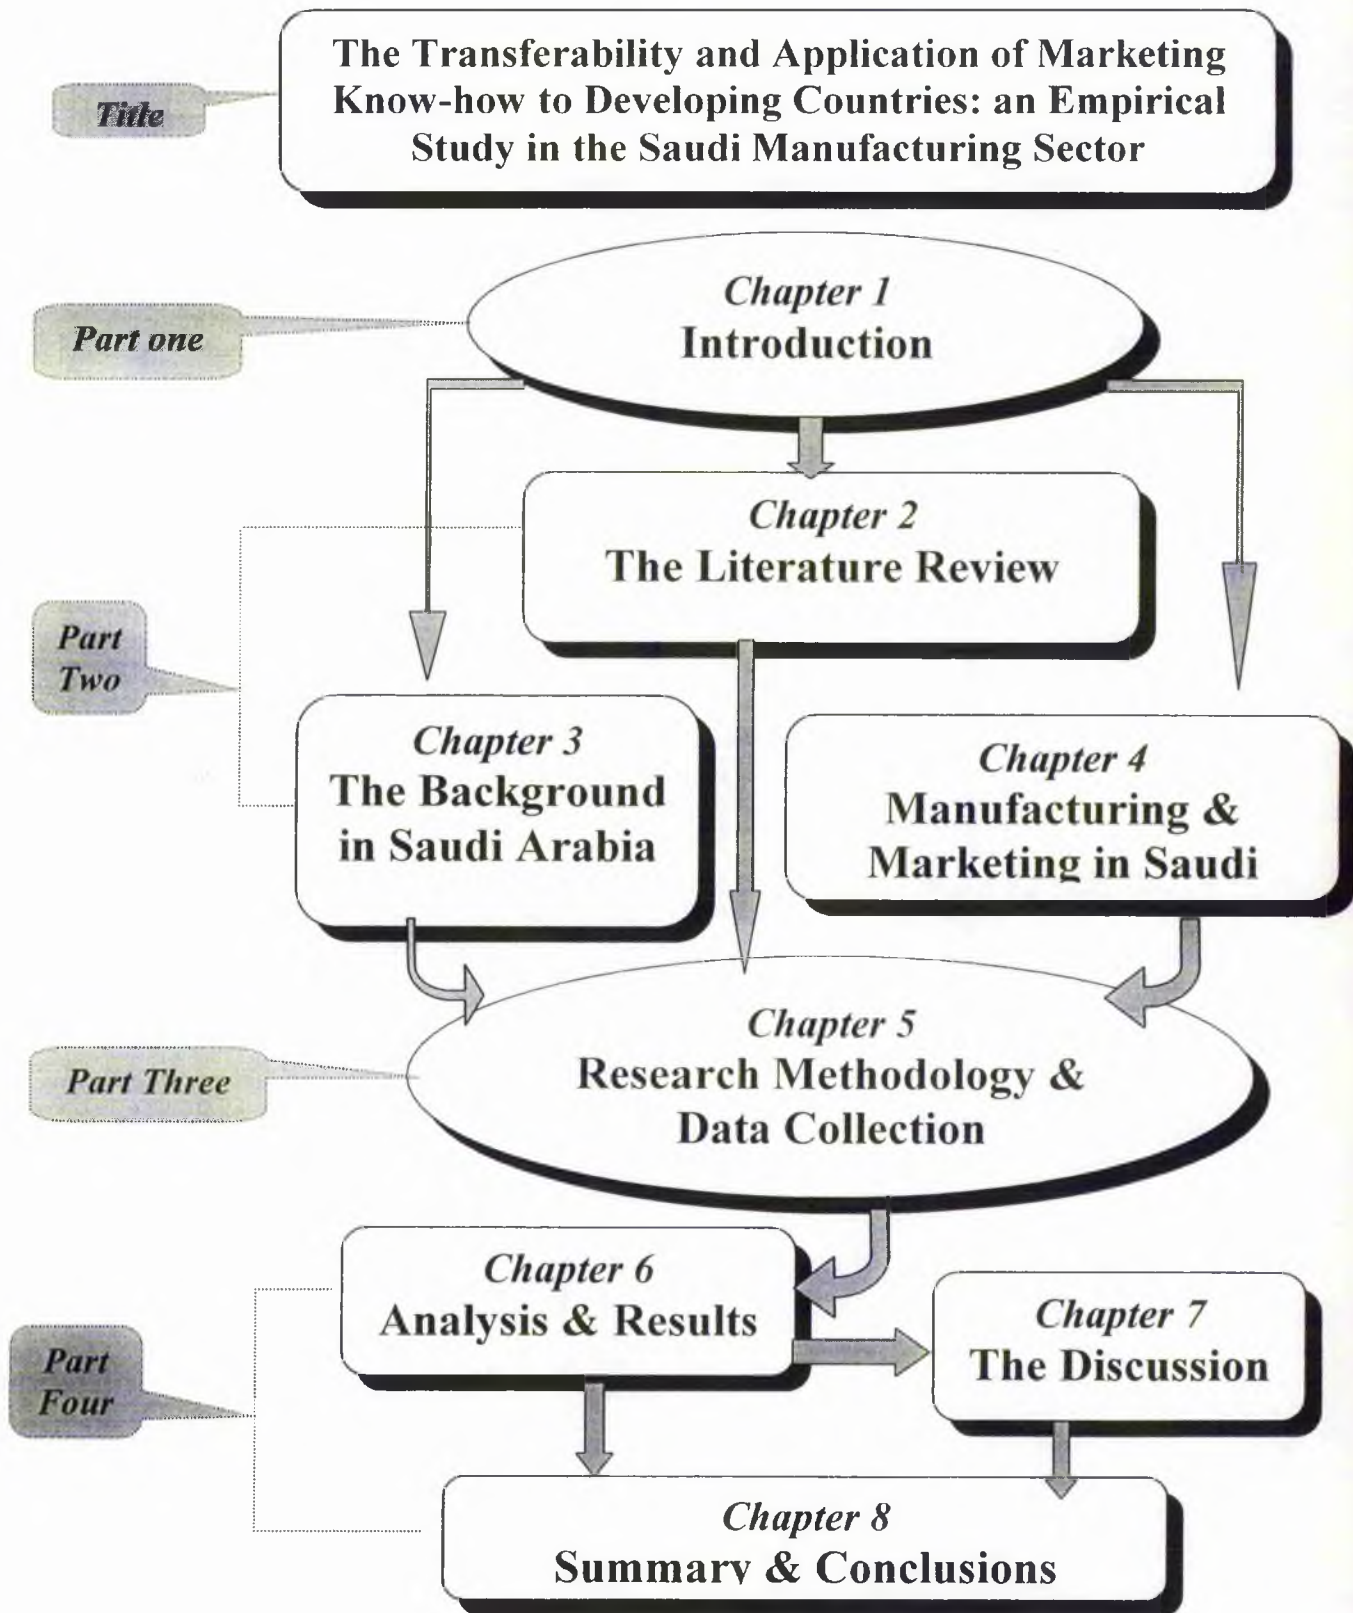 The Transferability and Application of Marketing
Know-how to Developing Countries: an Empirical
Study in the Saudi Manufacturing Sector
Title
Chapter 1
Introduction
Part one
Chapter 2
The Literature Review
Part
Two
Chapter 3
The Background
in Saudi Arabia
Chapter 4
Manufacturing &
Marketing in Saudi
Chapter 5
Research Methodology &
Data Collection
Part Three
Chapter 6
Analysis & Results
Chapter 7
The Discussion
Part
Four
Chapter 8
Summary & Conclusions